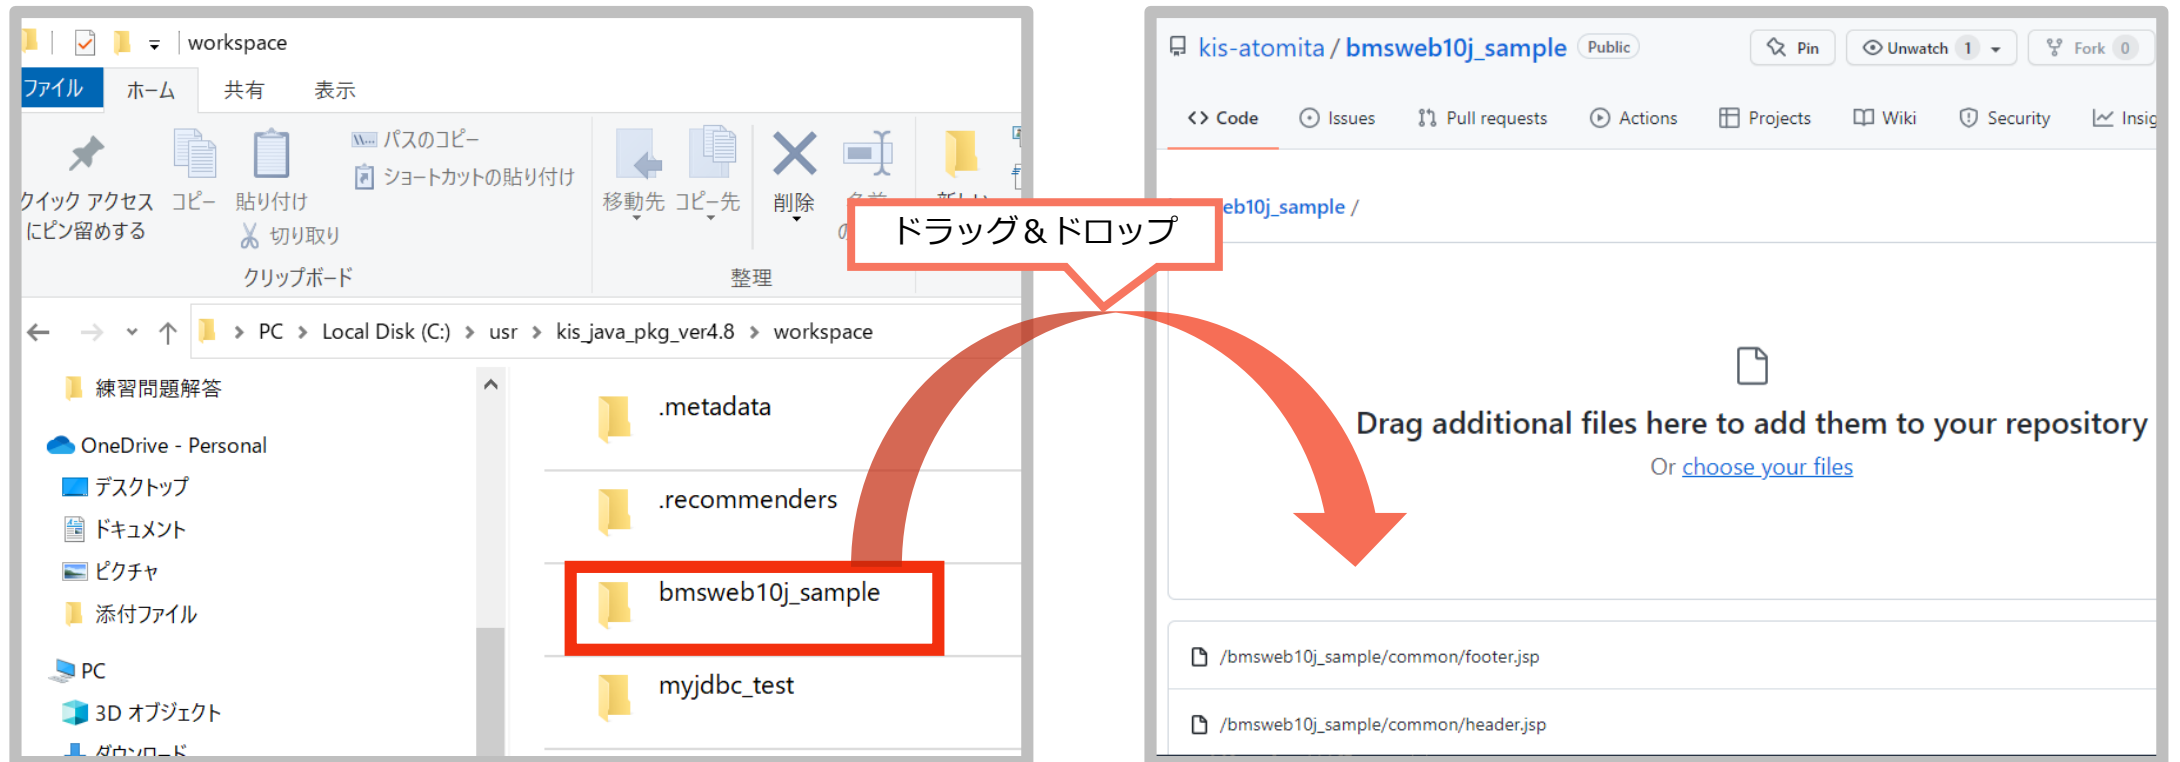 workspace
ファイル ホーム 共有 表示
クイック アクセス
にピン留めする
コピー
貼り付け
パスのコピー
ショートカットの貼り付け
切り取り
クリップボード
移動先
コピー先
削除
整理
PC > Local Disk (C:) > usr > kis_java_pkg_ver4.8 > workspace
練習問題解答
OneDrive - Personal
デスクトップ
ドキュメント
ピクチャ
添付ファイル
PC
3D オブジェクト
ダウンロード
.metadata
.recommenders
bmsweb10j_sample
myjdbc_test
ドラッグ＆ドロップ
kis-atomita / bmsweb10j_sample Public Pin Unwatch 1 Fork 0
Code Issues Pull requests Actions Projects Wiki Security Insig
eb10j_sample /
Drag additional files here to add them to your repository
Or choose your files
/bmsweb10j_sample/common/footer.jsp
/bmsweb10j_sample/common/header.jsp